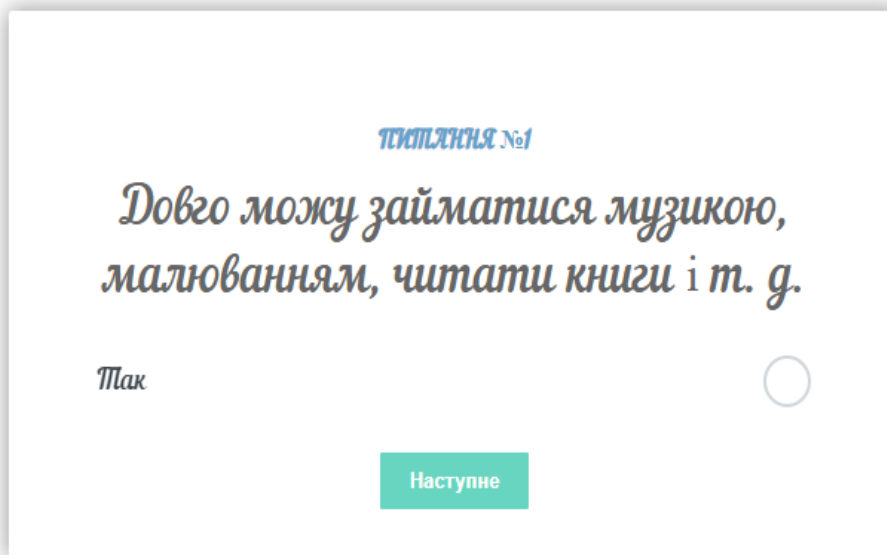 ПИТАННЯ №1
Довго можу займатися музикою,
малюванням, читати книги і т. д.
Так
Наступне